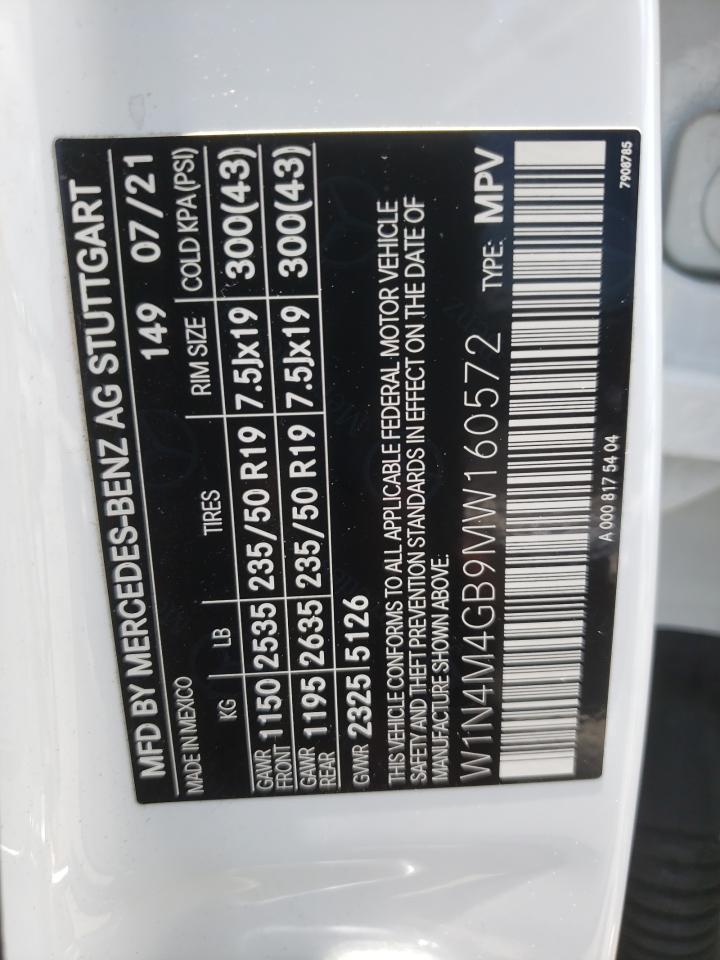 MFD BY MERCEDES-BENZ AG STUTTGART
MADE IN MEXICO 149 07/21
KG LB TIRES RIM SIZE COLD KPA(PSI)
GAWR FRONT 1150 2535 235/50 R19 7.5Jx19 300(43)
GAWR REAR 1195 2635 235/50 R19 7.5Jx19 300(43)
GVWR 2325 5126
THIS VEHICLE CONFORMS TO ALL APPLICABLE FEDERAL MOTOR VEHICLE
SAFETY AND THEFT PREVENTION STANDARDS IN EFFECT ON THE DATE OF
MANUFACTURE SHOWN ABOVE.
W1N4M4GB9MW160572 TYPE: MPV
A 000 817 54 04
7908785